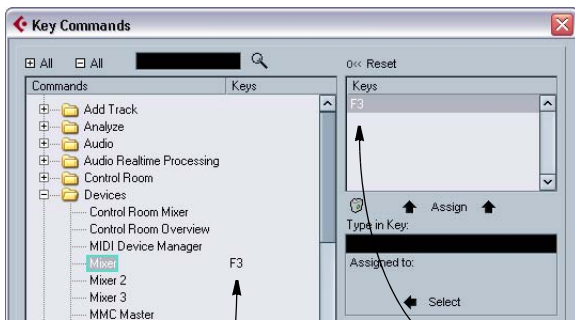 Key Commands
All
All
0<< Reset
Commands
Keys
Keys
Add Track
Analyze
Audio
Audio Realtime Processing
Control Room
Devices
Control Room Mixer
Control Room Overview
MIDI Device Manager
Mixer
F3
Mixer 2
Mixer 3
MMC Master
F3
Assign
Type in Key:
Assigned to:
Select